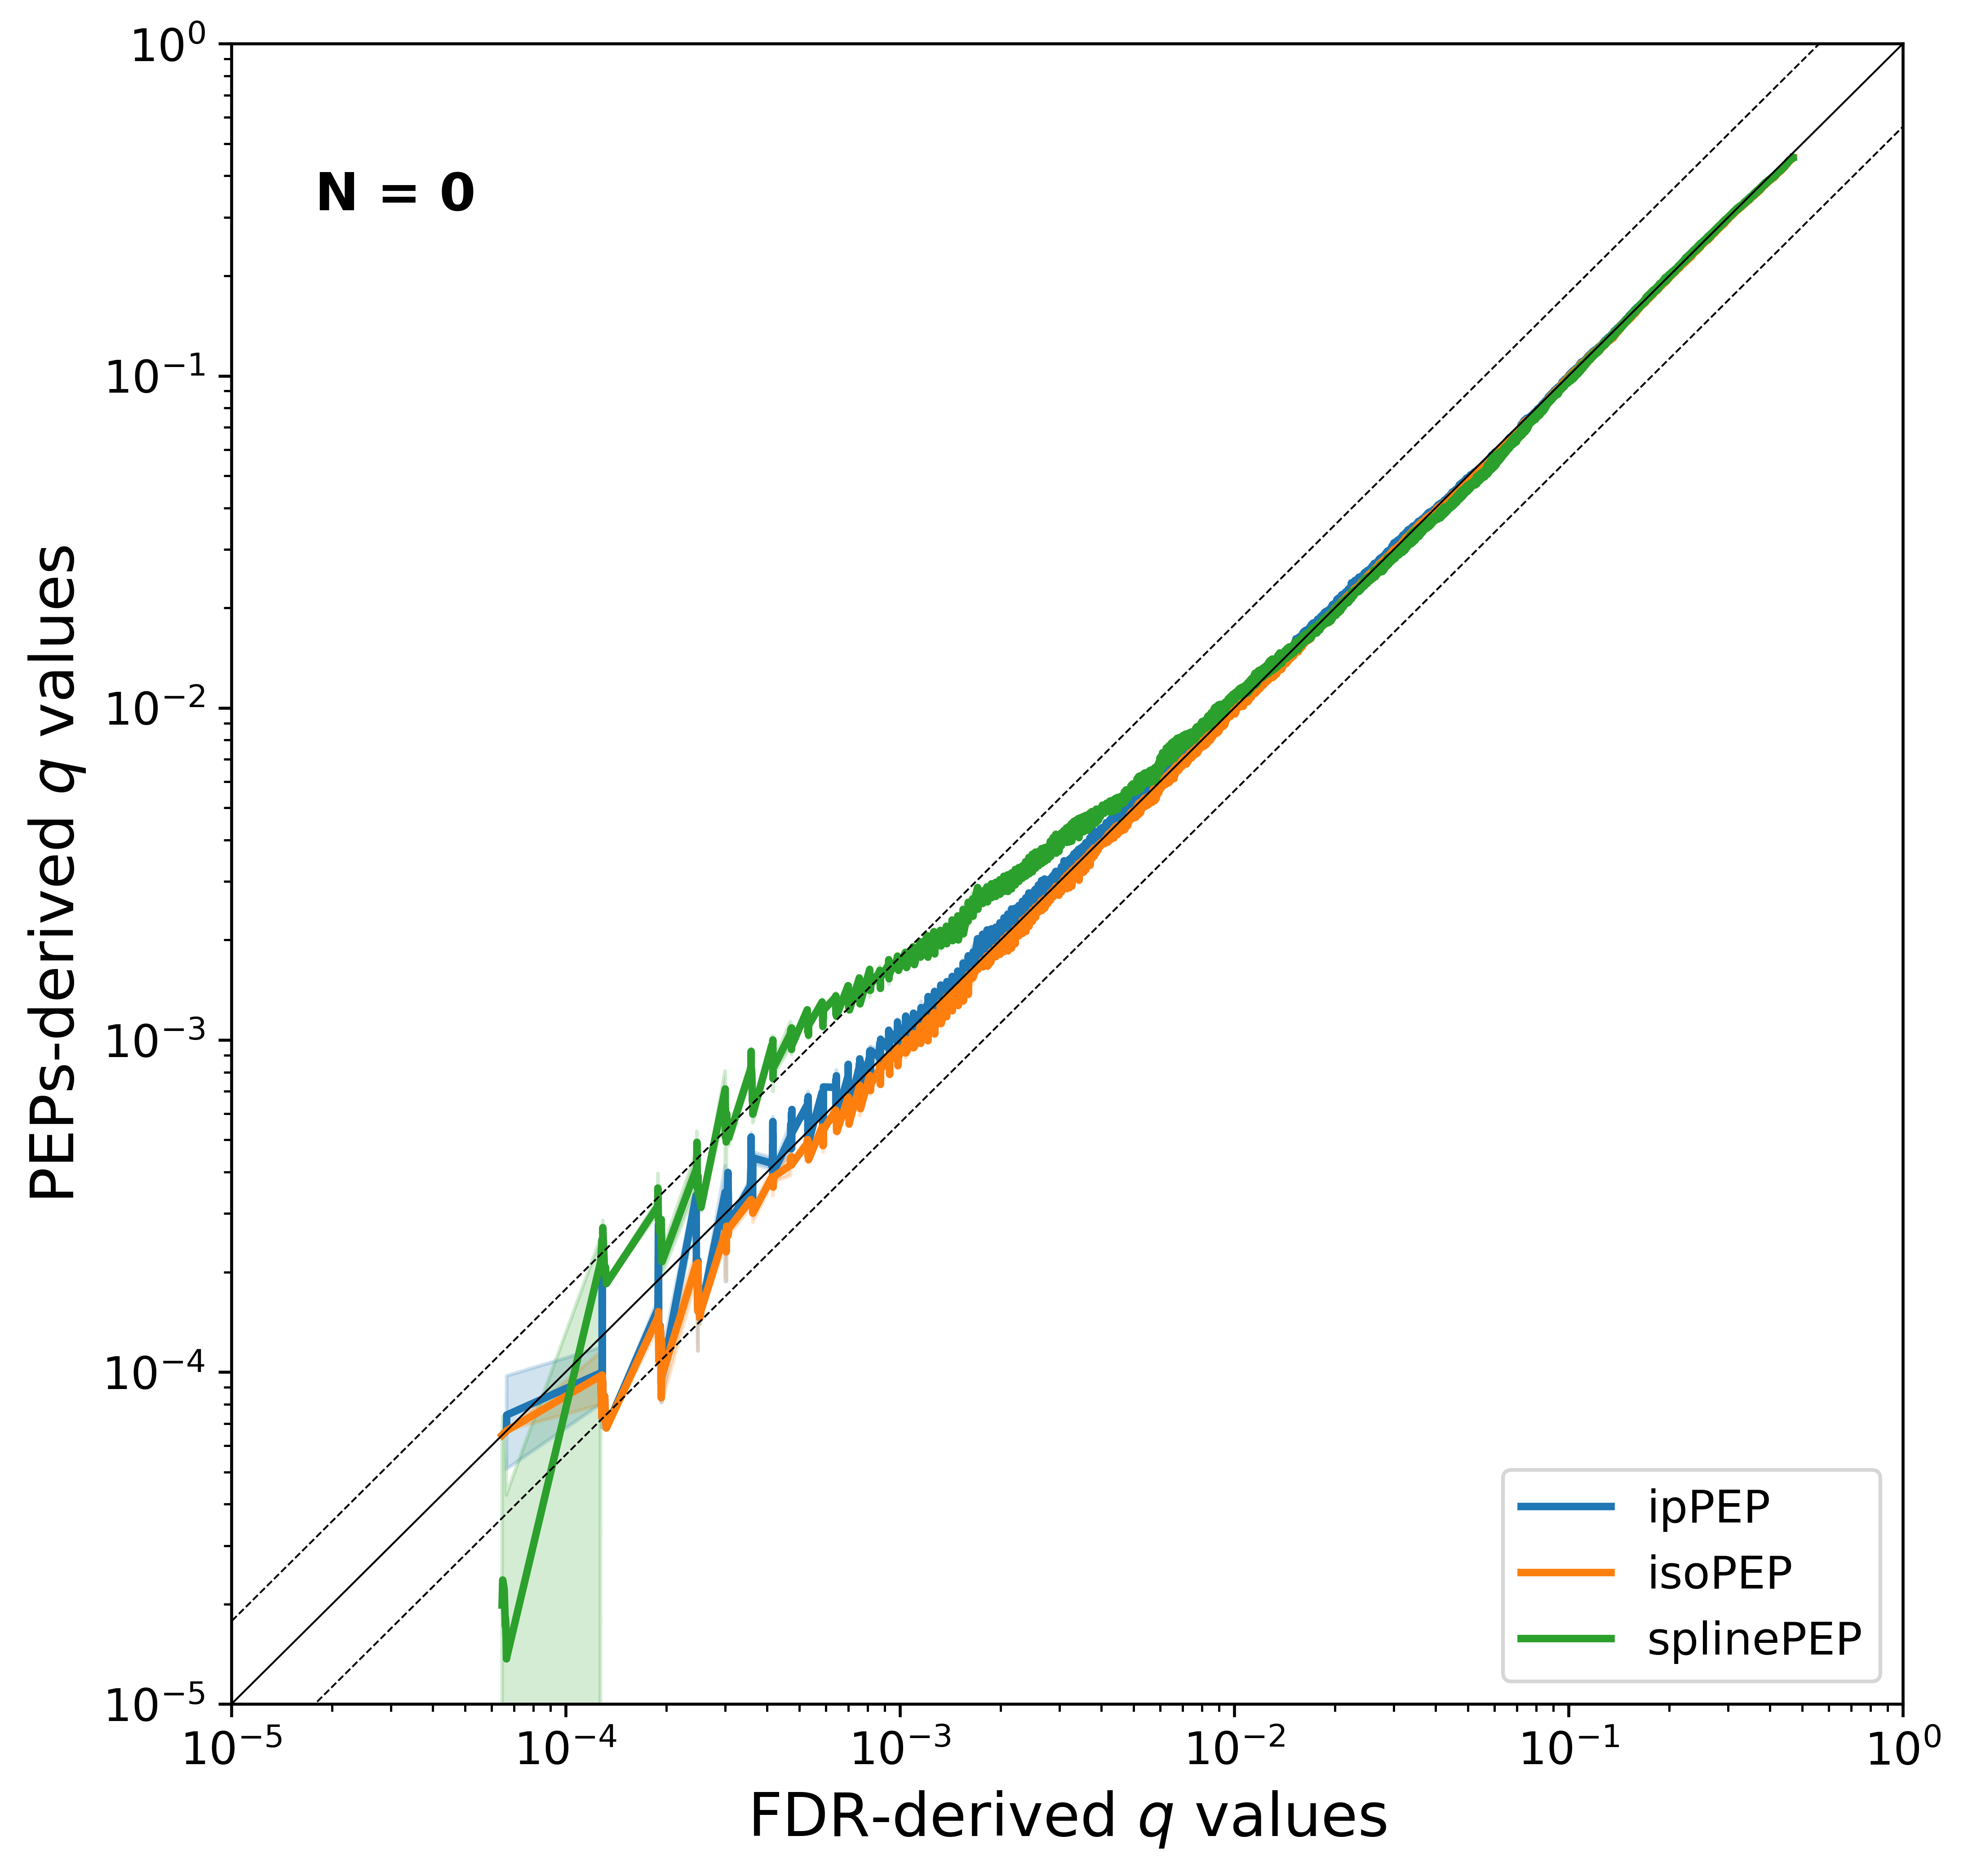 10⁰
10⁻¹
10⁻²
10⁻³
10⁻⁴
10⁻⁵
PEPs-derived q values
N = 0
ipPEP
isoPEP
splinePEP
10⁻⁵ 10⁻⁴ 10⁻³ 10⁻² 10⁻¹ 10⁰
FDR-derived q values